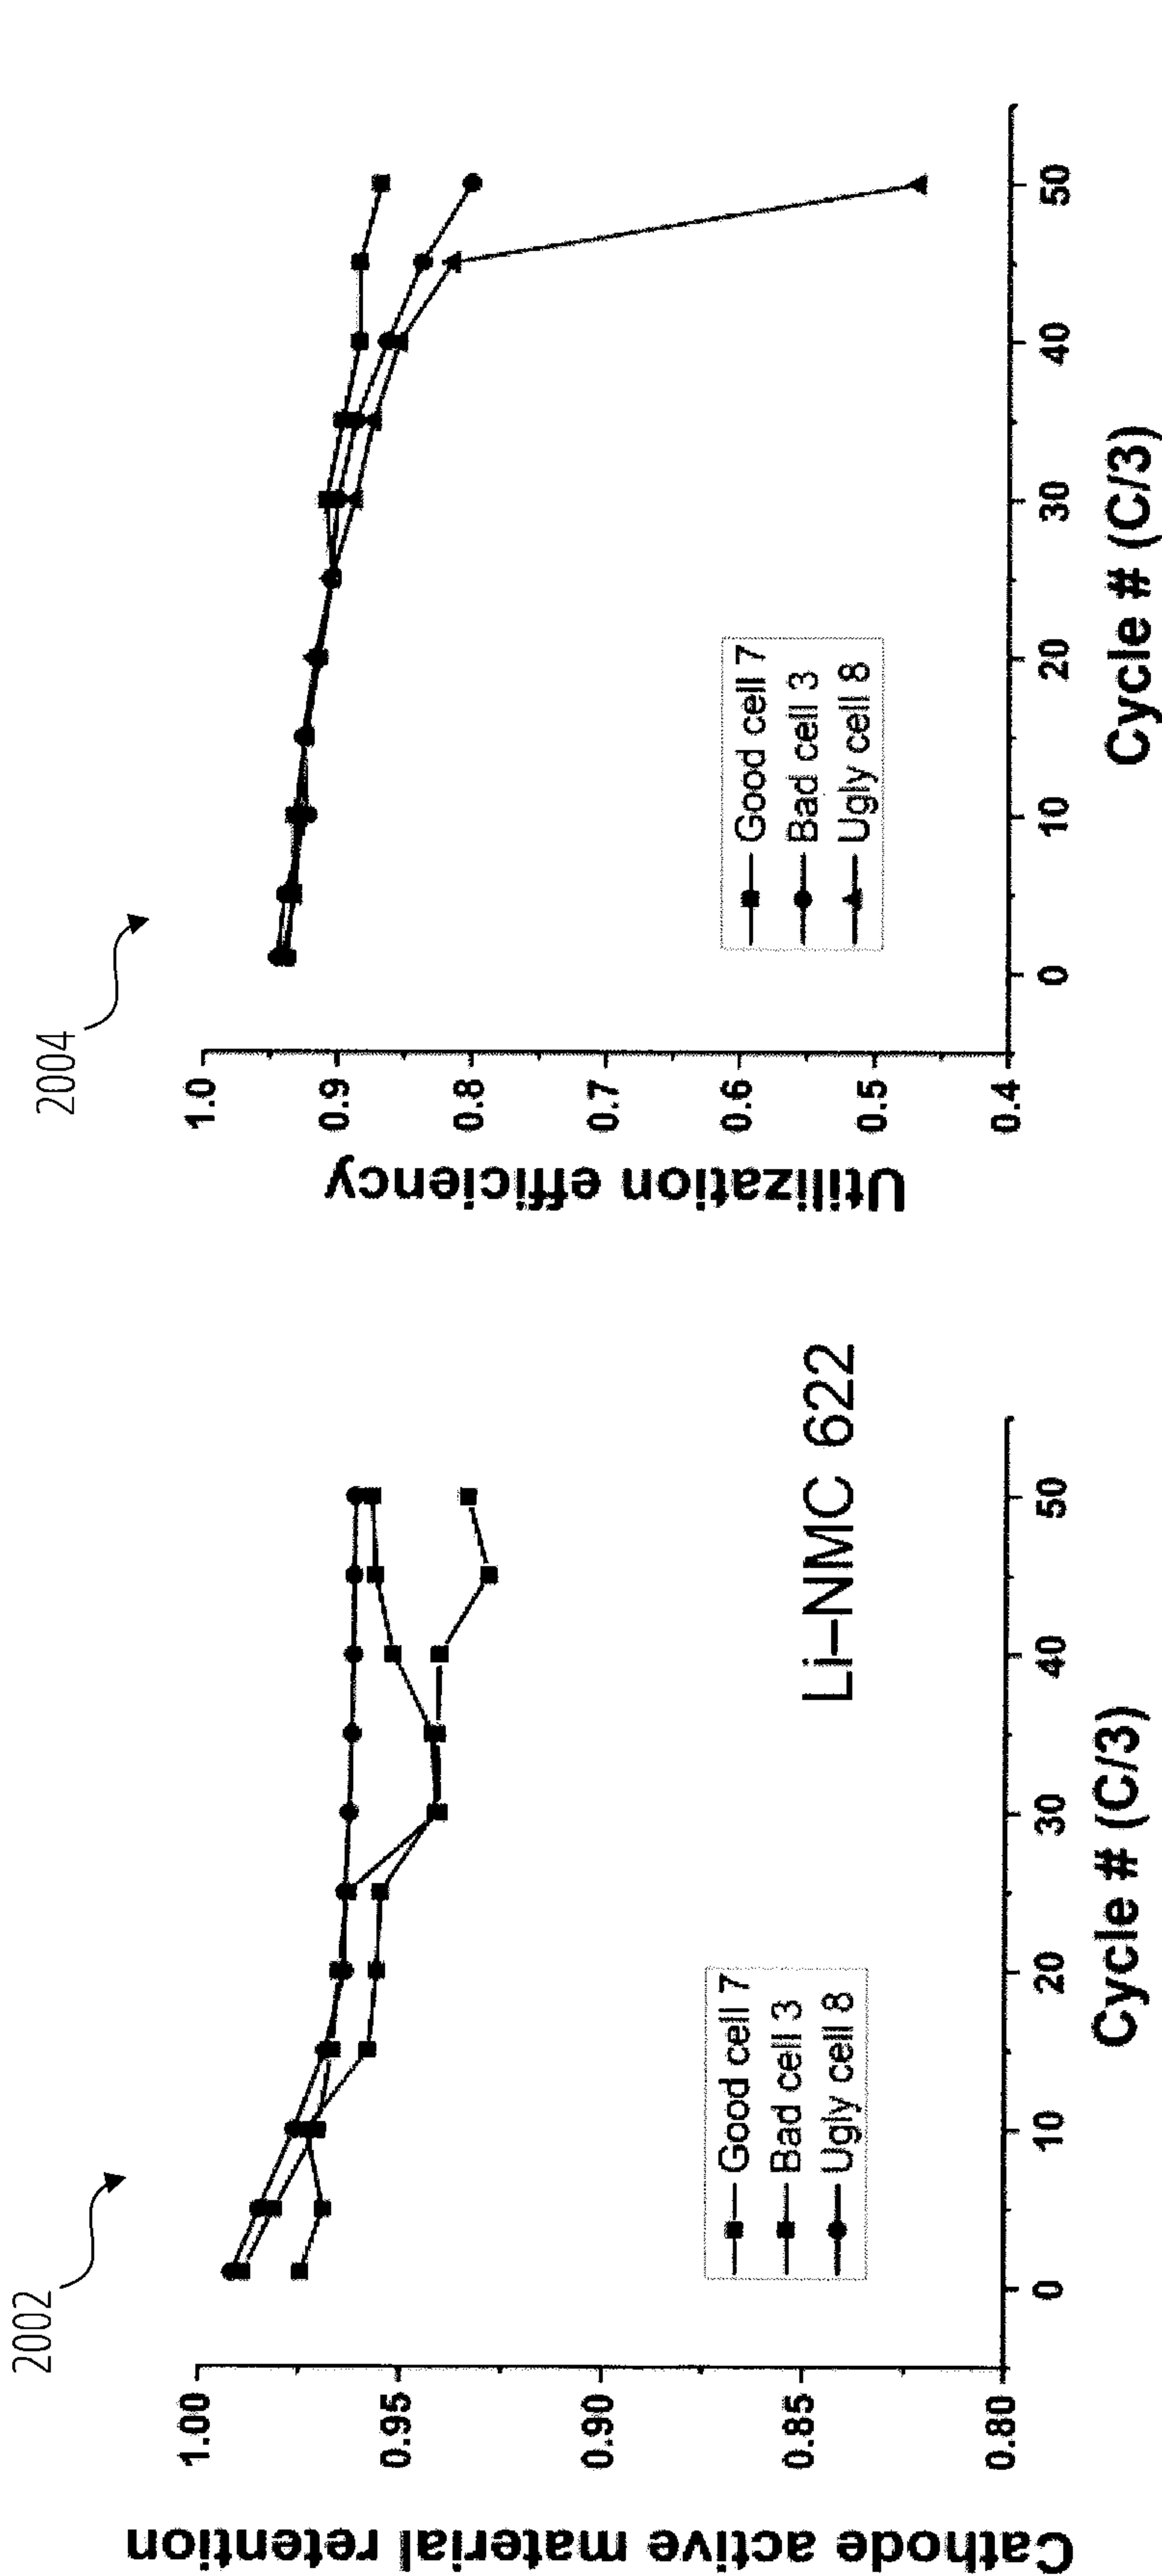 2002
Cathode active material retention
1.00
0.95
0.90
0.85
0.80
Good cell 7
Bad cell 3
Ugly cell 8
Li–NMC 622
0 10 20 30 40 50
Cycle # (C/3)
2004
Utilization efficiency
1.0
0.9
0.8
0.7
0.6
0.5
0.4
Good cell 7
Bad cell 3
Ugly cell 8
0 10 20 30 40 50
Cycle # (C/3)